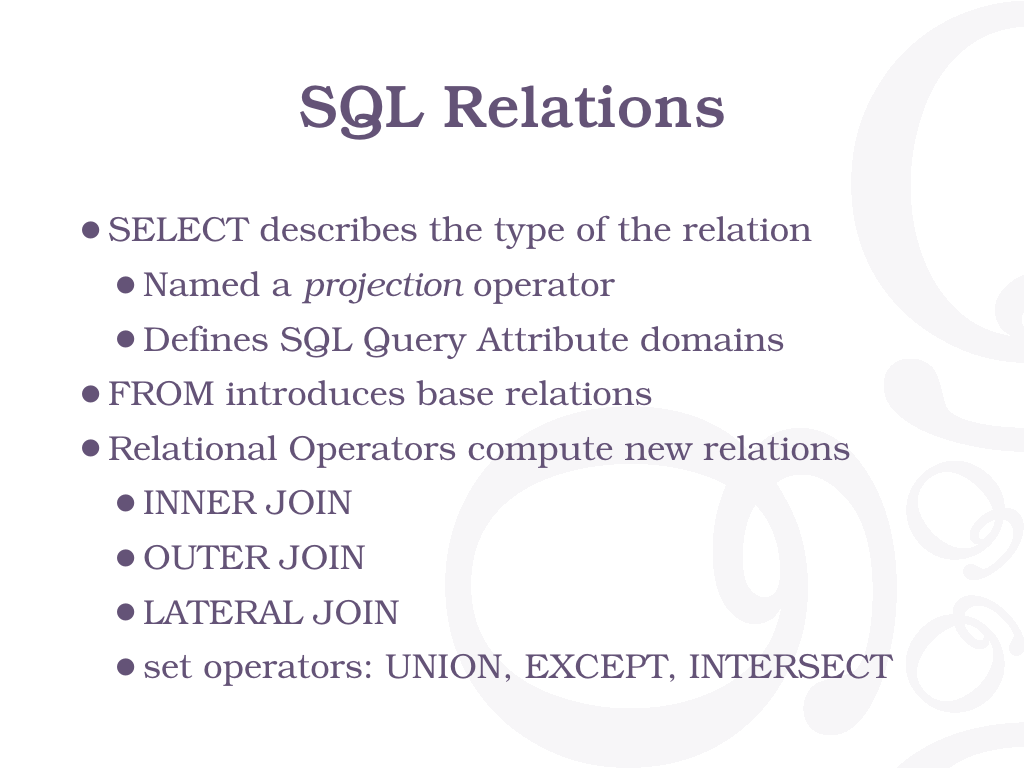 SQL Relations
● SELECT describes the type of the relation
● Named a projection operator
● Defines SQL Query Attribute domains
● FROM introduces base relations
● Relational Operators compute new relations
● INNER JOIN
● OUTER JOIN
● LATERAL JOIN
● set operators: UNION, EXCEPT, INTERSECT